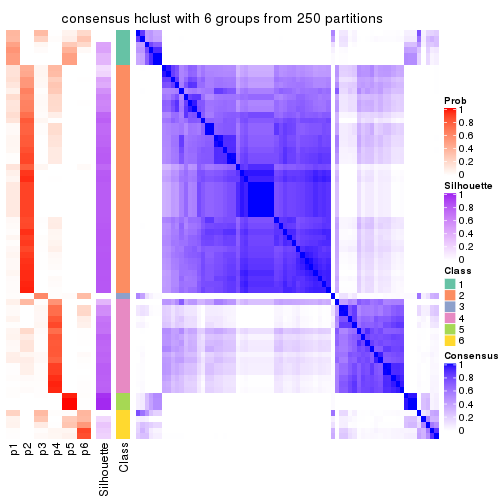 consensus hclust with 6 groups from 250 partitions
Prob
1
0.8
0.6
0.4
0.2
0
Silhouette
1
0.8
0.6
0.4
0.2
0
Class
1
2
3
4
5
6
Consensus
1
0.8
0.6
0.4
0.2
0
p1
p2
p3
p4
p5
p6
Silhouette
Class